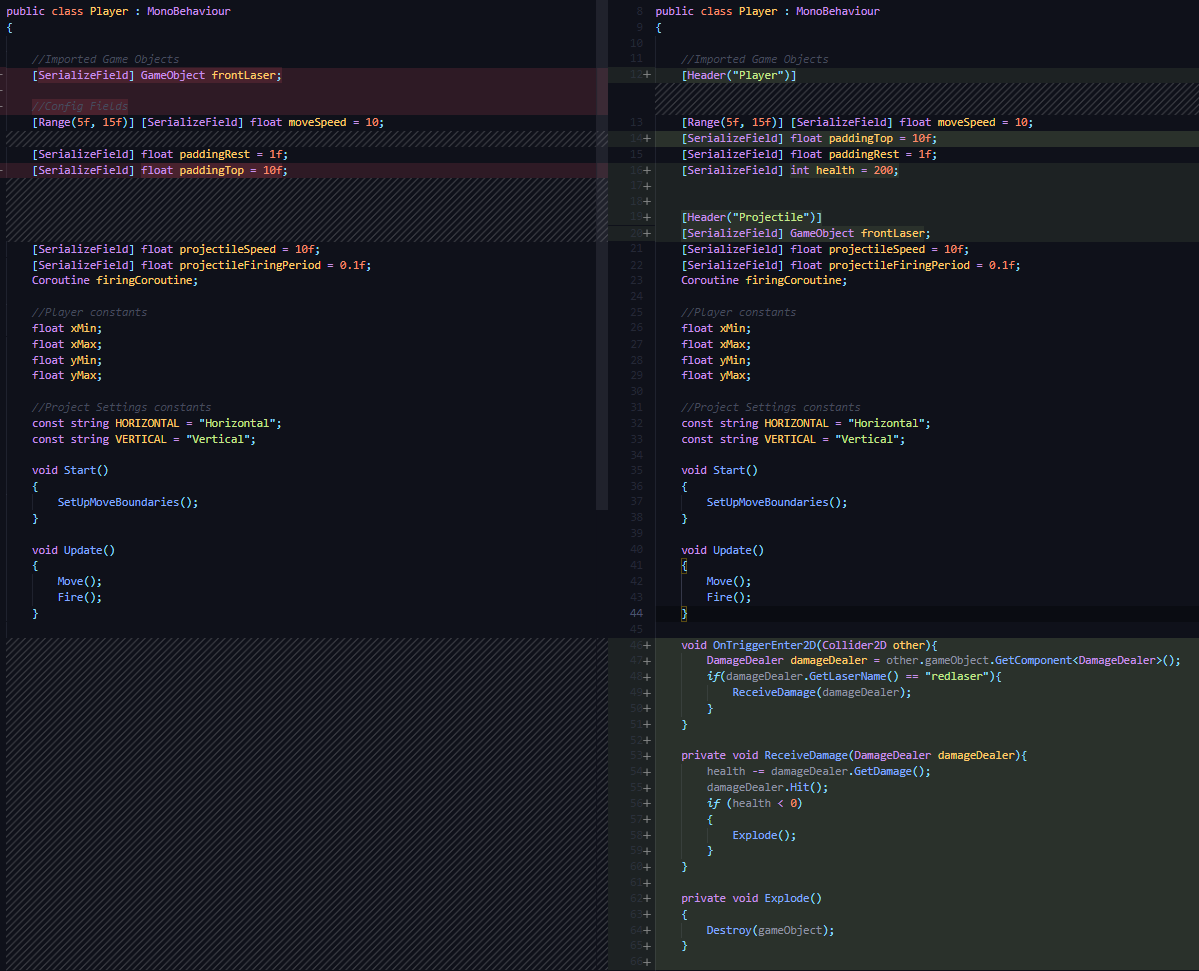 public class Player : MonoBehaviour
{
//Imported Game Objects
[SerializeField] GameObject frontLaser;
//Config Fields
[Range(5f, 15f)] [SerializeField] float moveSpeed = 10;
[SerializeField] float paddingRest = 1f;
[SerializeField] float paddingTop = 10f;
[SerializeField] float projectileSpeed = 10f;
[SerializeField] float projectileFiringPeriod = 0.1f;
Coroutine firingCoroutine;
//Player constants
float xMin;
float xMax;
float yMin;
float yMax;
//Project Settings constants
const string HORIZONTAL = "Horizontal";
const string VERTICAL = "Vertical";
void Start()
{
SetUpMoveBoundaries();
}
void Update()
{
Move();
Fire();
}
8 public class Player : MonoBehaviour
9 {
10
11 //Imported Game Objects
12+ [Header("Player")]
13 [Range(5f, 15f)] [SerializeField] float moveSpeed = 10;
14+ [SerializeField] float paddingTop = 10f;
15 [SerializeField] float paddingRest = 1f;
16+ [SerializeField] int health = 200;
17+
18+
19+ [Header("Projectile")]
20+ [SerializeField] GameObject frontLaser;
21 [SerializeField] float projectileSpeed = 10f;
22 [SerializeField] float projectileFiringPeriod = 0.1f;
23 Coroutine firingCoroutine;
24
25 //Player constants
26 float xMin;
27 float xMax;
28 float yMin;
29 float yMax;
30
31 //Project Settings constants
32 const string HORIZONTAL = "Horizontal";
33 const string VERTICAL = "Vertical";
34
35 void Start()
36 {
37 SetUpMoveBoundaries();
38 }
39
40 void Update()
41 {
42 Move();
43 Fire();
44 }
45
46+ void OnTriggerEnter2D(Collider2D other){
47+ DamageDealer damageDealer = other.gameObject.GetComponent<DamageDealer>();
48+ if(damageDealer.GetLaserName() == "redlaser"){
49+ ReceiveDamage(damageDealer);
50+ }
51+ }
52+
53+ private void ReceiveDamage(DamageDealer damageDealer){
54+ health -= damageDealer.GetDamage();
55+ damageDealer.Hit();
56+ if (health < 0)
57+ {
58+ Explode();
59+ }
60+ }
61+
62+ private void Explode()
63+ {
64+ Destroy(gameObject);
65+ }
66+